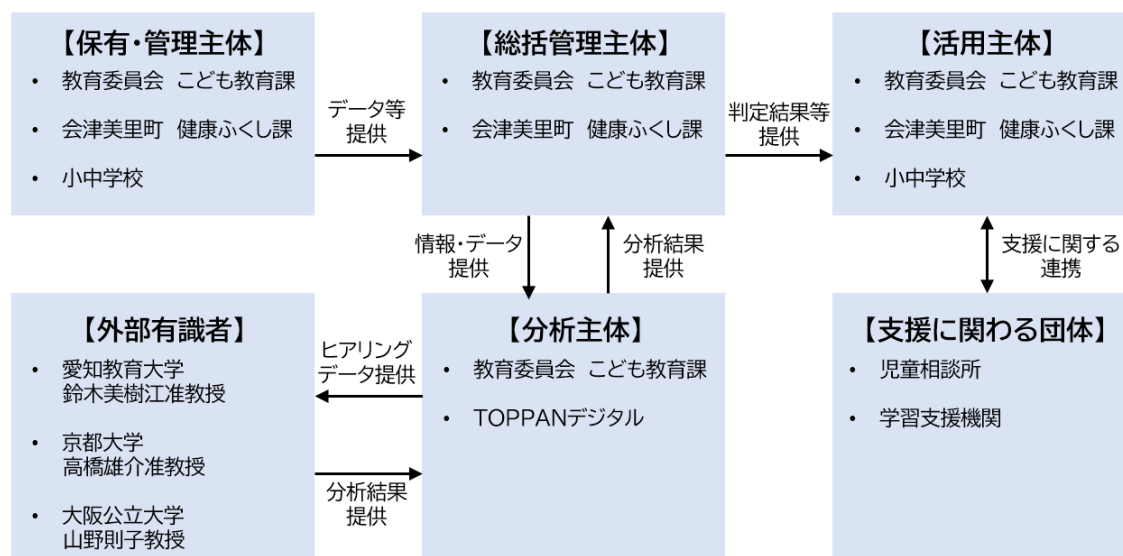 【保有・管理主体】
• 教育委員会 こども教育課
• 会津美里町 健康ふくし課
• 小中学校
データ等
提供
【総括管理主体】
• 教育委員会 こども教育課
• 会津美里町 健康ふくし課
判定結果等
提供
【活用主体】
• 教育委員会 こども教育課
• 会津美里町 健康ふくし課
• 小中学校
情報・データ
提供
分析結果
提供
支援に関する
連携
【外部有識者】
• 愛知教育大学
鈴木美樹江准教授
• 京都大学
高橋雄介准教授
• 大阪公立大学
山野則子教授
ヒアリング
データ提供
分析結果
提供
【分析主体】
• 教育委員会 こども教育課
• TOPPANデジタル
【支援に関わる団体】
• 児童相談所
• 学習支援機関